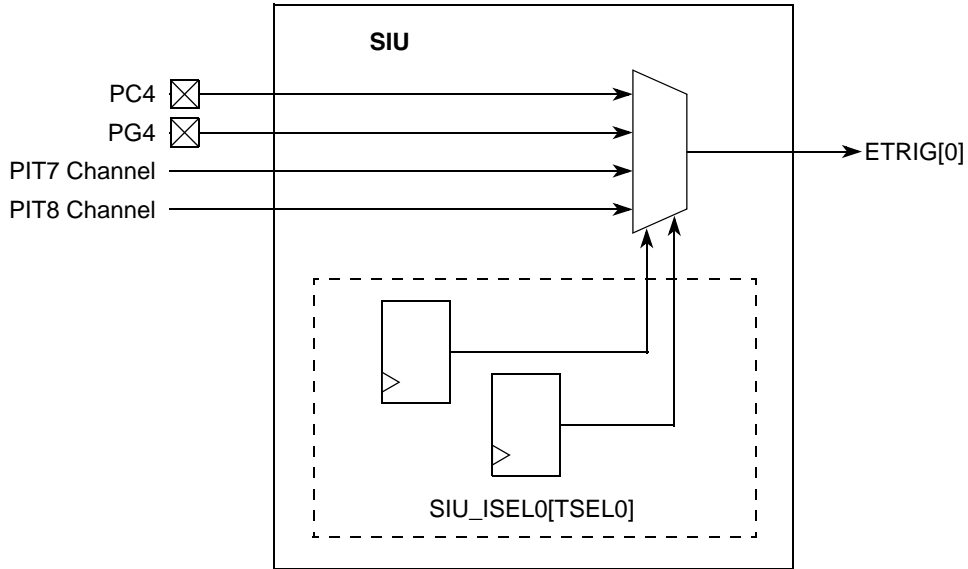 SIU
PC4
PG4
PIT7 Channel
PIT8 Channel
ETRIG[0]
SIU_ISEL0[TSEL0]